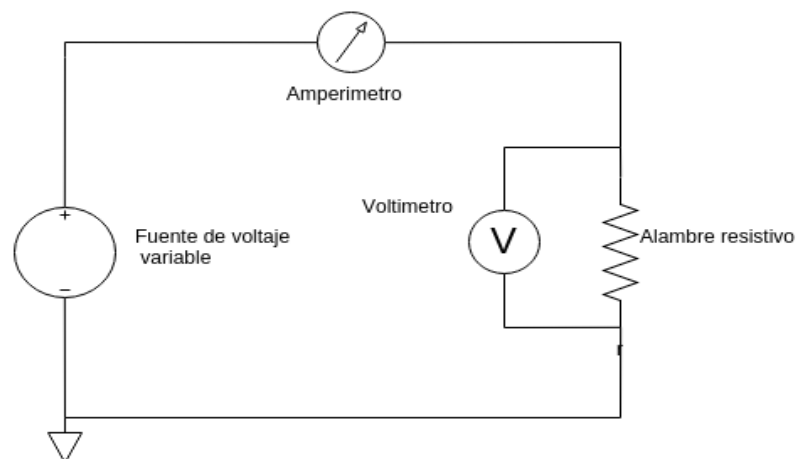 Amperimetro
Voltimetro
+
Fuente de voltaje
variable
V
Alambre resistivo
−
r